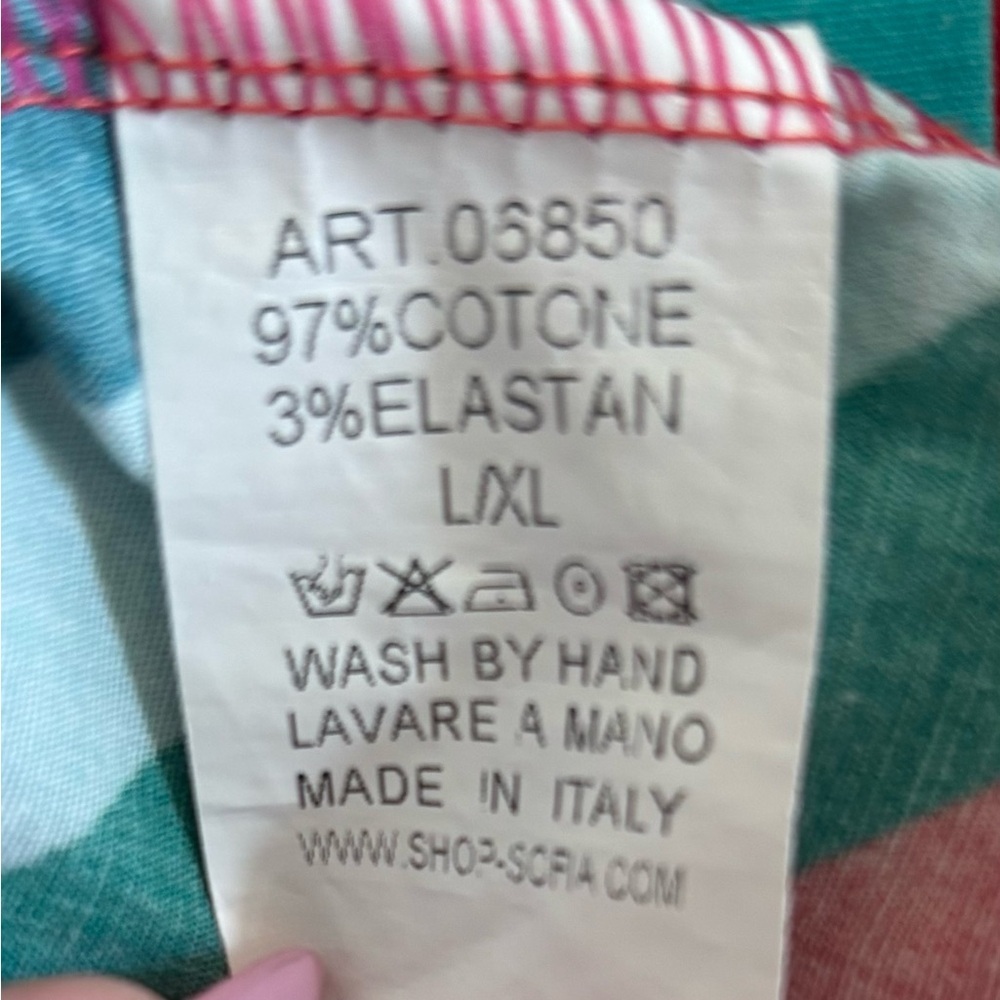 ART.06850
97%COTONE
3%ELASTAN
L/XL
WASH BY HAND
LAVARE A MANO
MADE IN ITALY
WWW.SHOP-SOFIA.COM